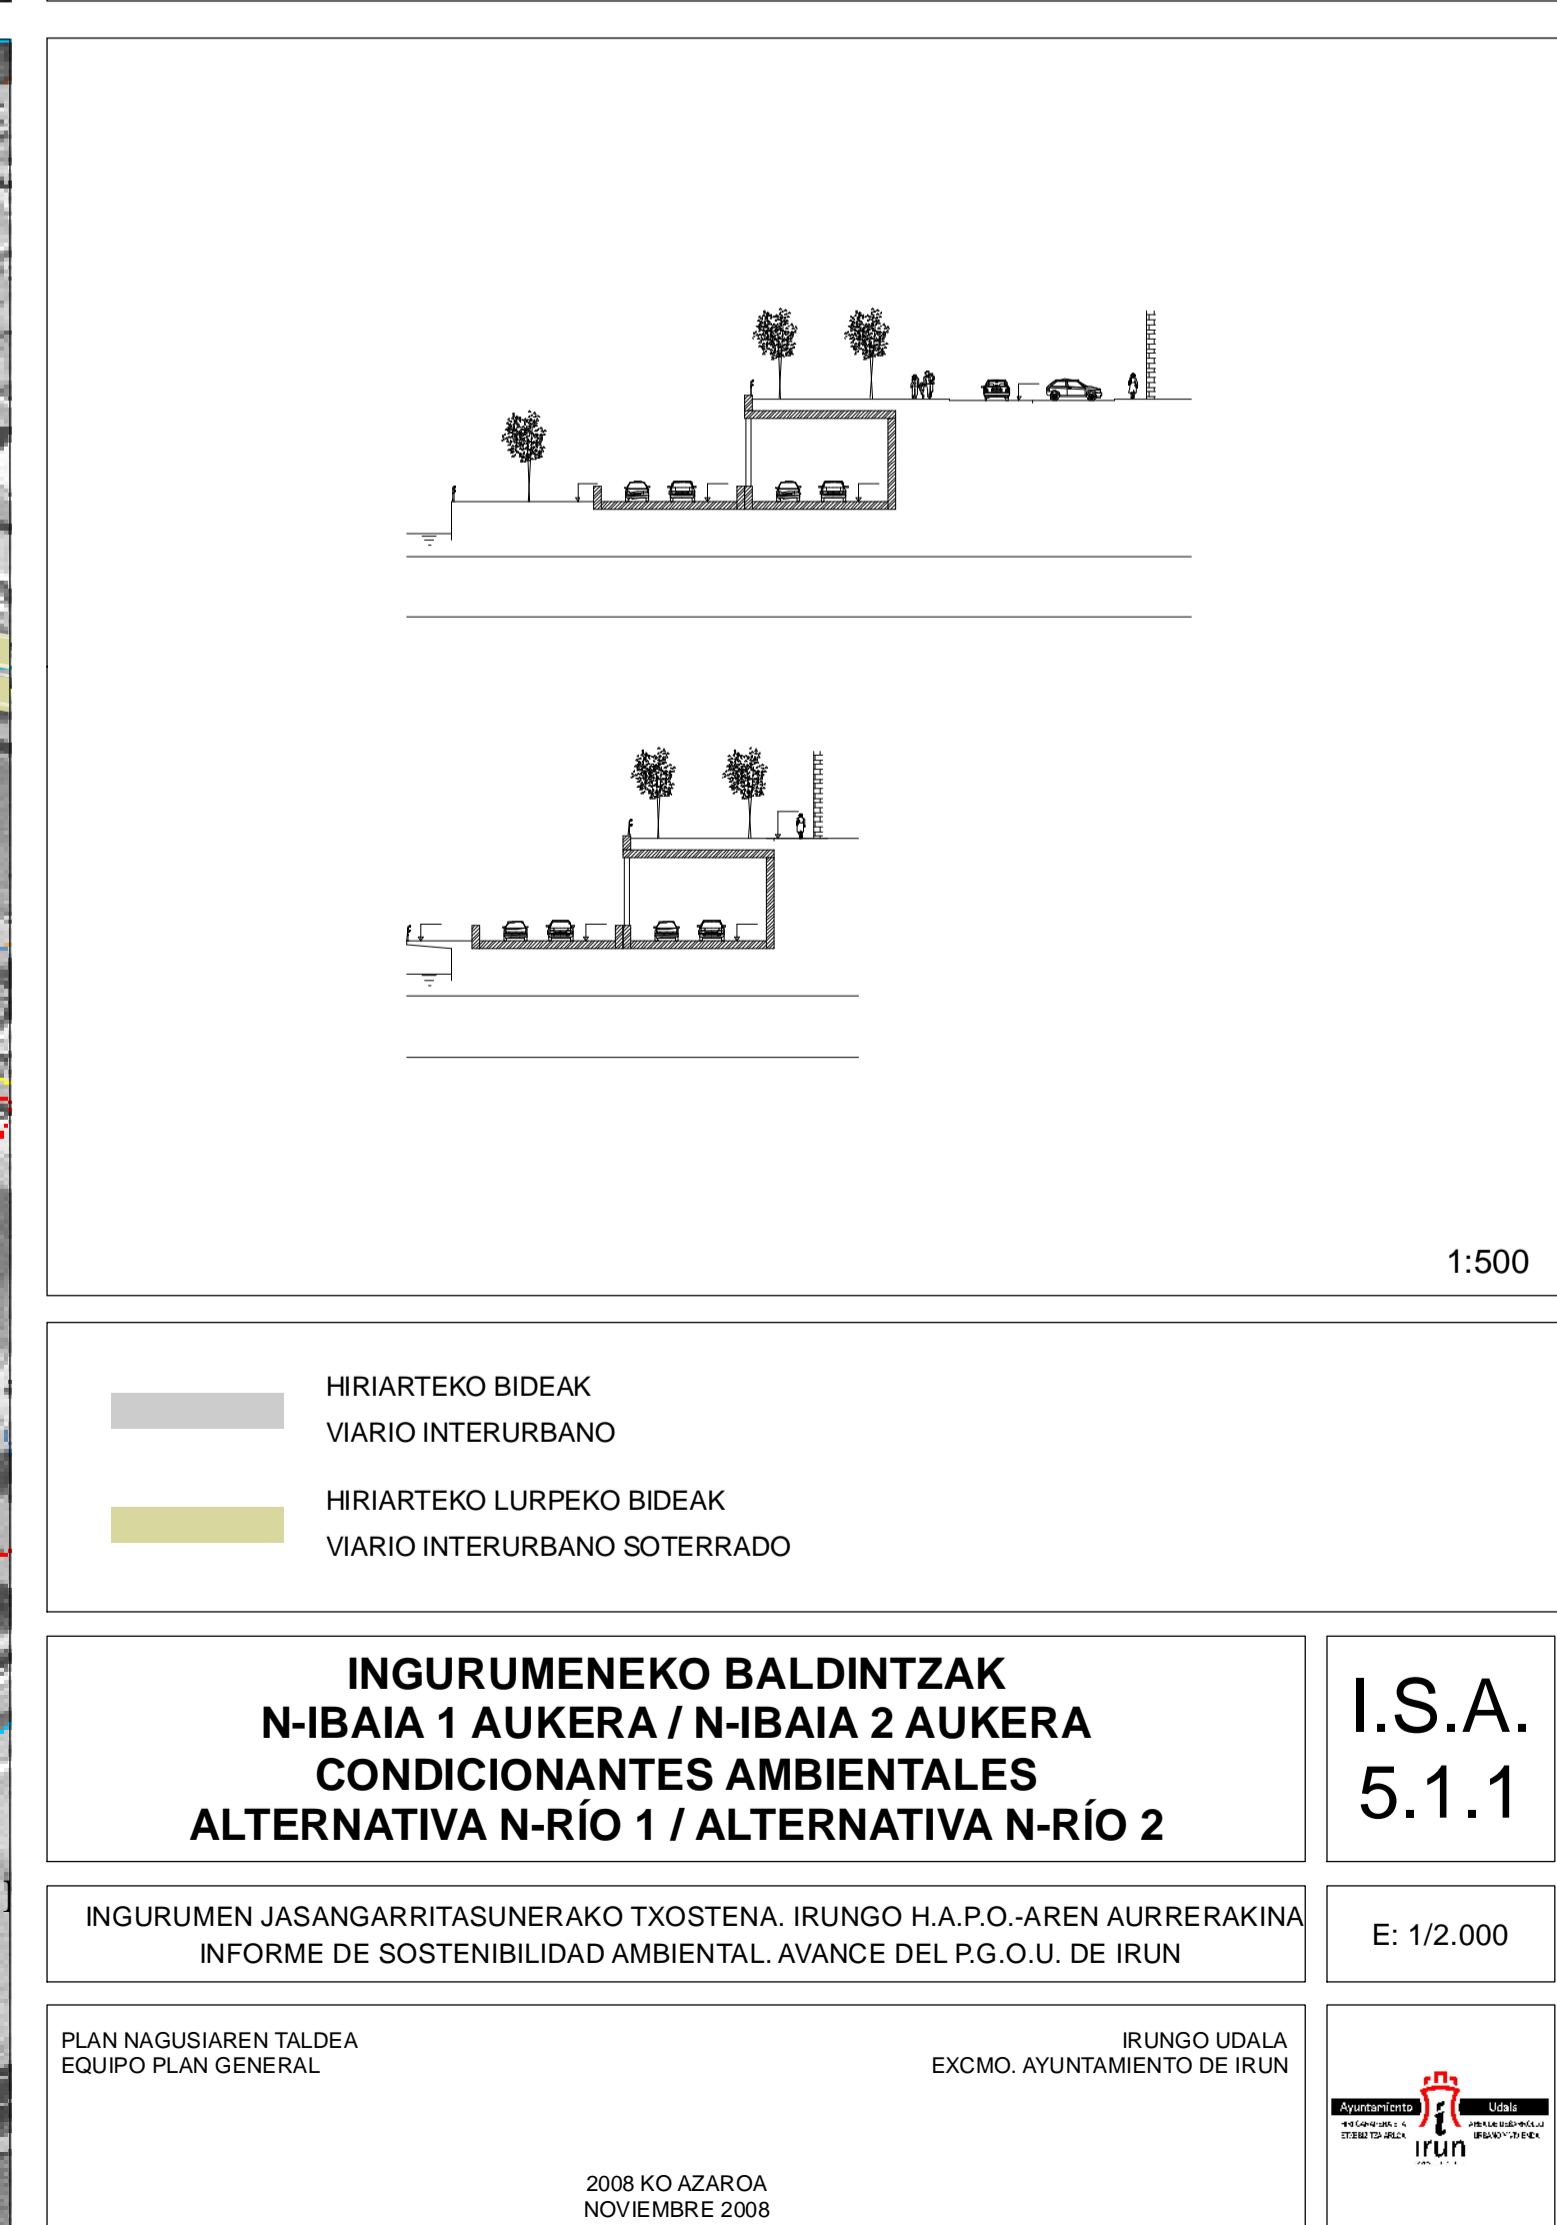 1:500
HIRIARTEKO BIDEAK
VIARIO INTERURBANO
HIRIARTEKO LURPEKO BIDEAK
VIARIO INTERURBANO SOTERRADO
INGURUMENEKO BALDINTZAK
N-IBAIA 1 AUKERA / N-IBAIA 2 AUKERA
CONDICIONANTES AMBIENTALES
ALTERNATIVA N-RÍO 1 / ALTERNATIVA N-RÍO 2
I.S.A.
5.1.1
INGURUMEN JASANGARRITASUNERAKO TXOSTENA. IRUNGO H.A.P.O.-AREN AURRERAKINA
INFORME DE SOSTENIBILIDAD AMBIENTAL. AVANCE DEL P.G.O.U. DE IRUN
E: 1/2.000
PLAN NAGUSIAREN TALDEA
EQUIPO PLAN GENERAL
IRUNGO UDALA
EXCMO. AYUNTAMIENTO DE IRUN
2008 KO AZAROA
NOVIEMBRE 2008
Ayuntamiento Udala
irun